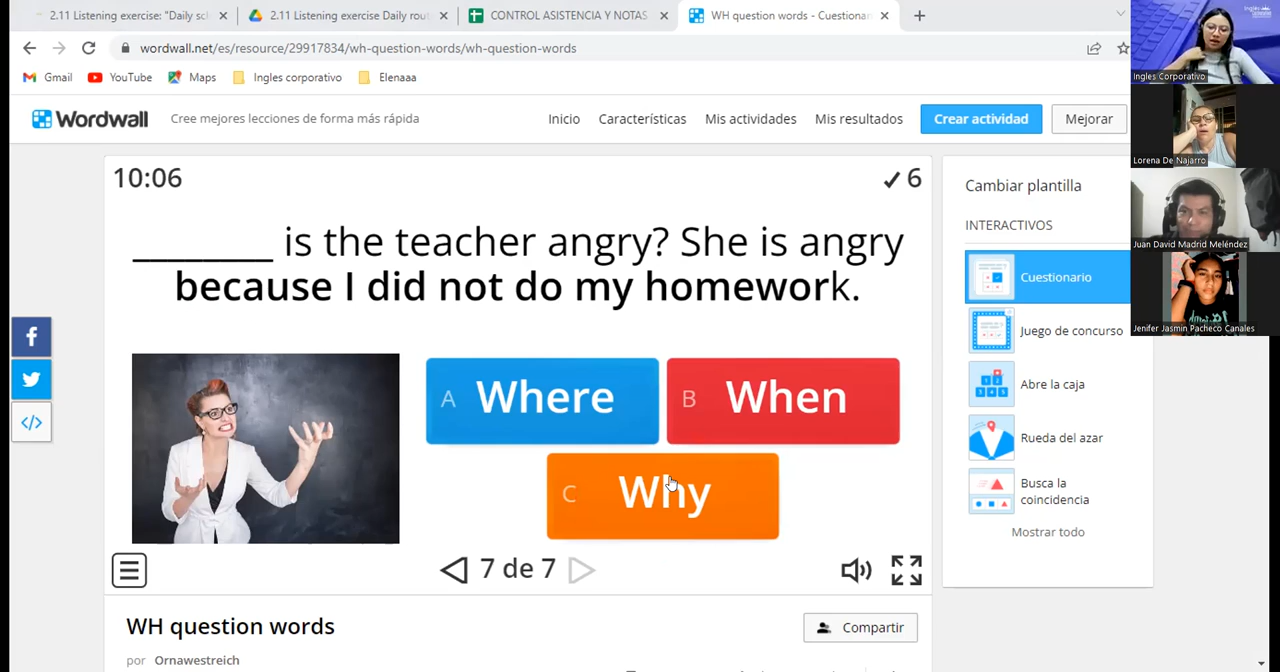 2.11 Listening exercise: "Daily sch
2.11 Listening exercise Daily rout
CONTROL ASISTENCIA Y NOTAS
WH question words - Cuestionar
wordwall.net/es/resource/29917834/wh-question-words/wh-question-words
Gmail
YouTube
Maps
Ingles corporativo
Elenaaa
Wordwall
Cree mejores lecciones de forma más rápida
Inicio
Características
Mis actividades
Mis resultados
Crear actividad
Mejorar
10:06
6
________ is the teacher angry? She is angry
because I did not do my homework.
A Where
B When
C Why
7 de 7
WH question words
por Ornawestreich
Compartir
Cambiar plantilla
INTERACTIVOS
Cuestionario
Juego de concurso
Abre la caja
Rueda del azar
Busca la
coincidencia
Mostrar todo
Ingles Corporativo
Lorena De Najarro
Juan David Madrid Meléndez
Jenifer Jasmin Pacheco Canales